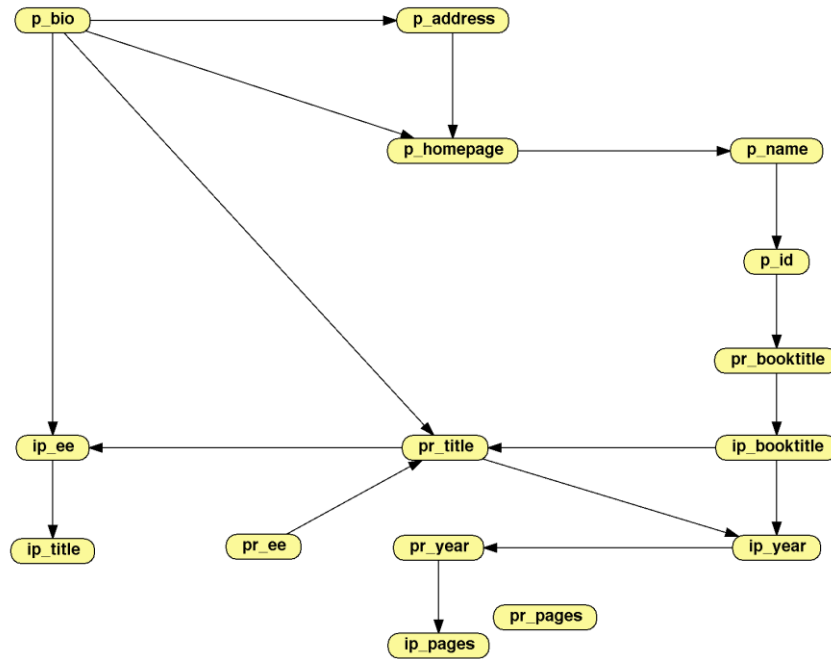 p_bio
p_address
p_homepage
p_name
p_id
pr_booktitle
ip_ee
pr_title
ip_booktitle
ip_title
pr_ee
pr_year
ip_year
pr_pages
ip_pages